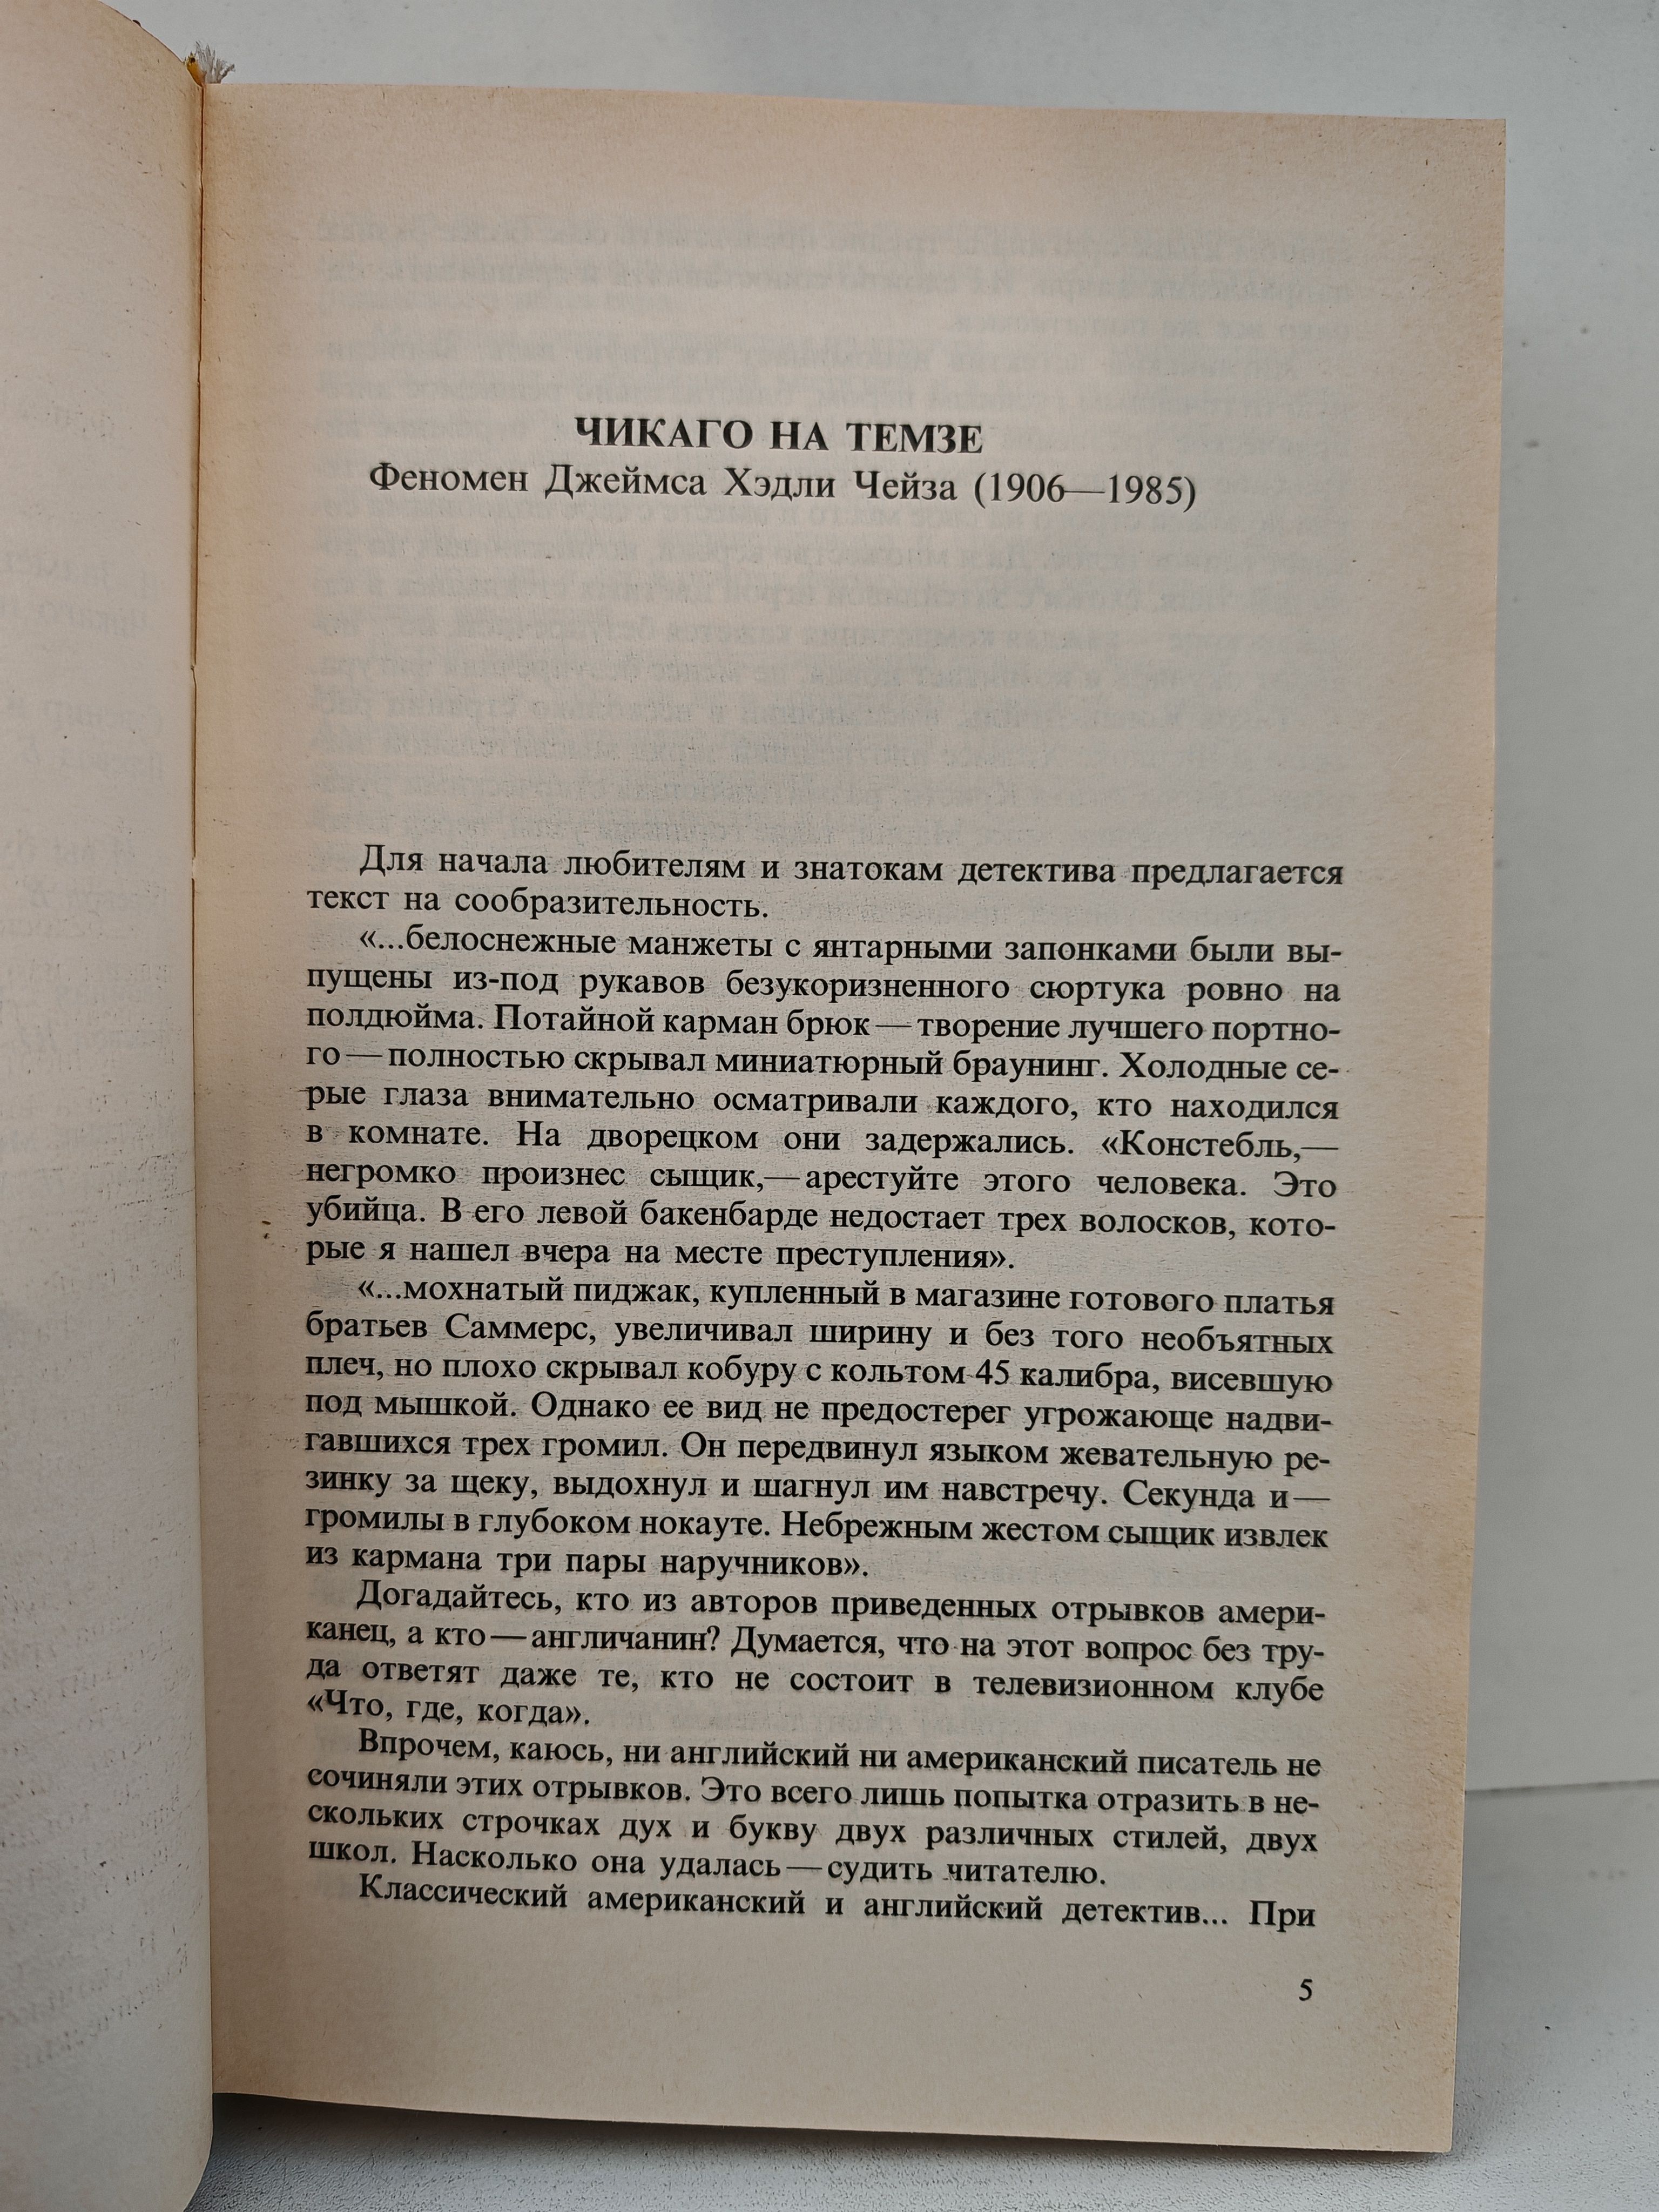 ЧИКАГО НА ТЕМЗЕ
Феномен Джеймса Хэдли Чейза (1906—1985)
Для начала любителям и знатокам детектива предлагается
текст на сообразительность.
«...белоснежные манжеты с янтарными запонками были вы-
пущены из-под рукавов безукоризненного сюртука ровно на
полдюйма. Потайной карман брюк — творение лучшего портно-
го — полностью скрывал миниатюрный браунинг. Холодные се-
рые глаза внимательно осматривали каждого, кто находился
в комнате. На дворецком они задержались. «Констебль,—
негромко произнес сыщик,— арестуйте этого человека. Это
убийца. В его левой бакенбарде недостает трех волосков, кото-
рые я нашел вчера на месте преступления».
«...мохнатый пиджак, купленный в магазине готового платья
братьев Саммерс, увеличивал ширину и без того необъятных
плеч, но плохо скрывал кобуру с кольтом 45 калибра, висевшую
под мышкой. Однако ее вид не предостерег угрожающе надви-
гавшихся трех громил. Он передвинул языком жевательную ре-
зинку за щеку, выдохнул и шагнул им навстречу. Секунда и —
громилы в глубоком нокауте. Небрежным жестом сыщик извлек
из кармана три пары наручников».
Догадайтесь, кто из авторов приведенных отрывков амери-
канец, а кто — англичанин? Думается, что на этот вопрос без тру-
да ответят даже те, кто не состоит в телевизионном клубе
«Что, где, когда».
Впрочем, каюсь, ни английский ни американский писатель не
сочиняли этих отрывков. Это всего лишь попытка отразить в не-
скольких строчках дух и букву двух различных стилей, двух
школ. Насколько она удалась — судить читателю.
Классический американский и английский детектив... При
5